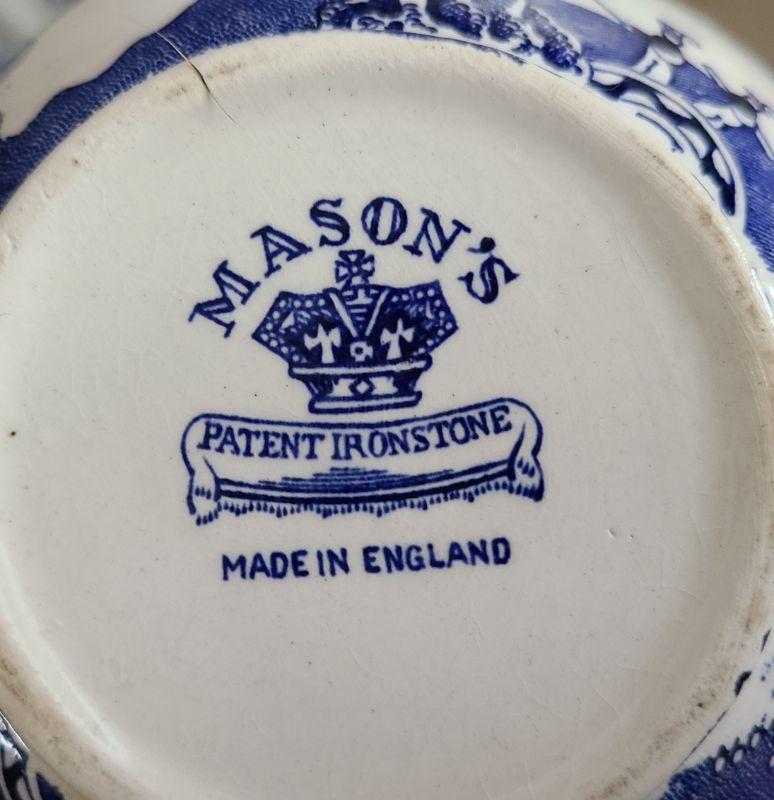 MASON'S
PATENT IRONSTONE
MADE IN ENGLAND